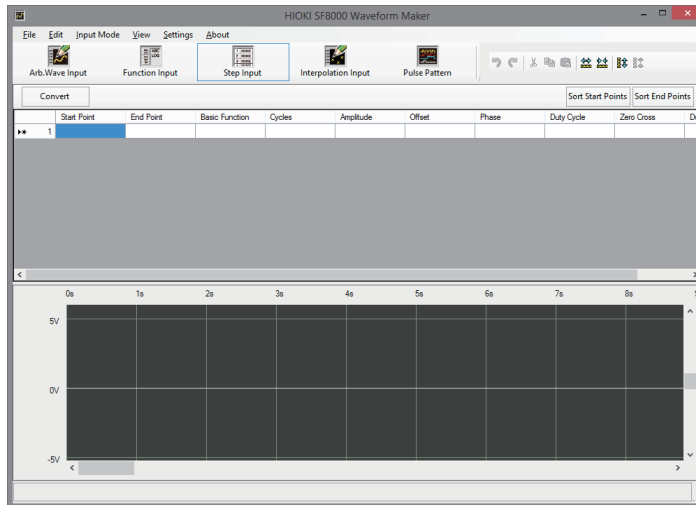 HIOKI SF8000 Waveform Maker
File Edit Input Mode View Settings About
Arb.Wave Input Function Input Step Input Interpolation Input Pulse Pattern
Convert Sort Start Points Sort End Points
Start Point End Point Basic Function Cycles Amplitude Offset Phase Duty Cycle Zero Cross
1
0s 1s 2s 3s 4s 5s 6s 7s 8s
5V
0V
-5V